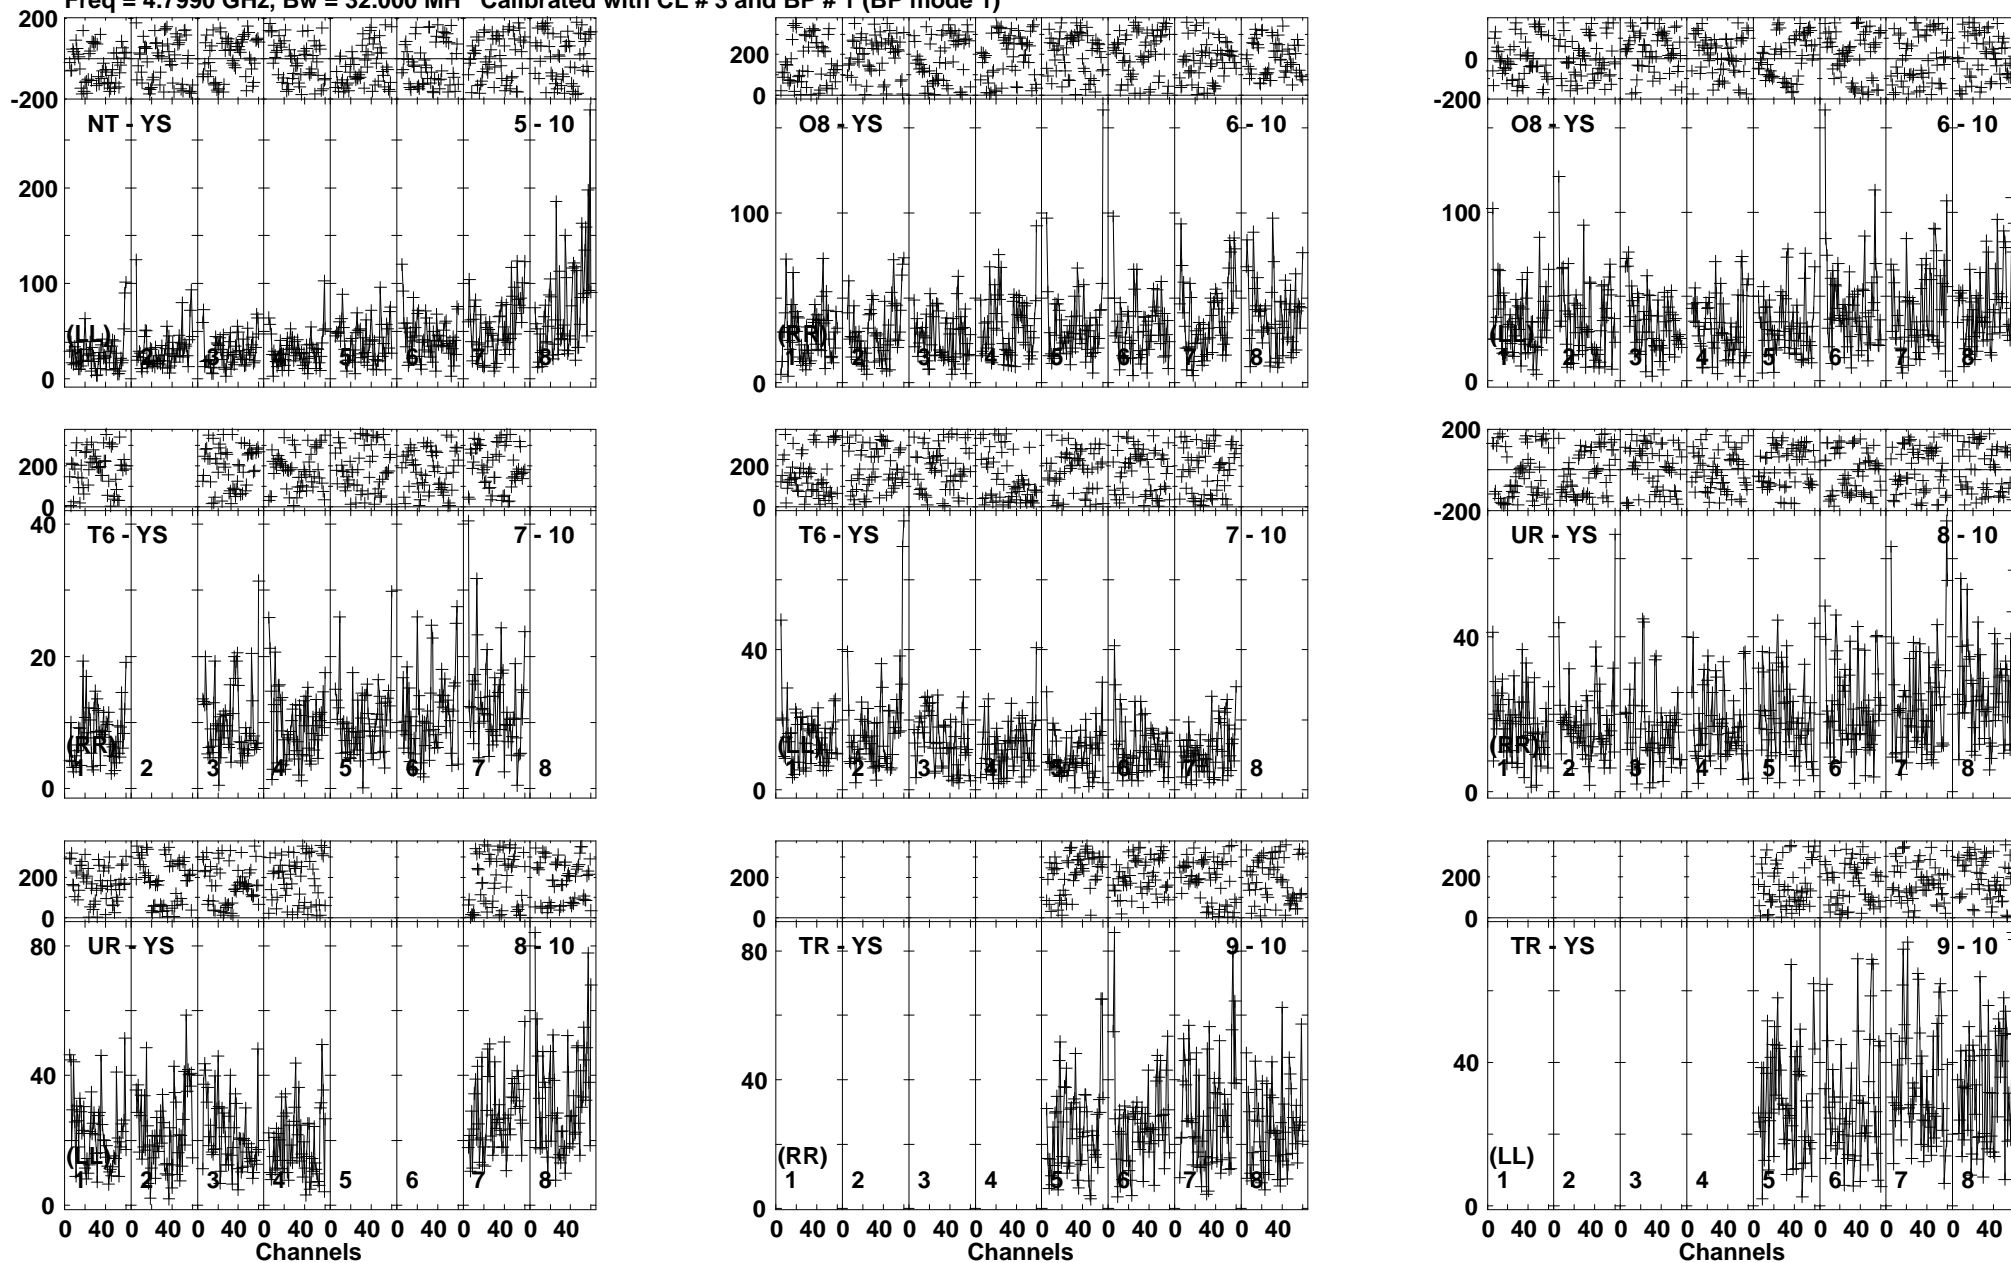 Freq = 4.7990 GHz, Bw = 32.000 MH Calibrated with CL # 3 and BP # 1 (BP mode 1)
200
-200
NT - YS 5 - 10
200
100
0
(LL)
1 2 3 4 5 6 7 8
200
0
O8 - YS 6 - 10
100
0
(RR)
1 2 3 4 5 6 7 8
0
-200
O8 - YS 6 - 10
100
0
(LL)
1 2 3 4 5 6 7 8
200
0
T6 - YS 7 - 10
40
20
0
(RR)
1 2 3 4 5 6 7 8
200
0
T6 - YS 7 - 10
40
0
(LL)
1 2 3 4 5 6 7 8
200
-200
UR - YS 8 - 10
40
0
(RR)
1 2 3 4 5 6 7 8
200
0
UR - YS 8 - 10
80
40
0
(LL)
1 2 3 4 5 6 7 8
0 40 0 40 0 40 0 40 0 40 0 40 0 40 0 40
Channels
200
0
TR - YS 9 - 10
80
40
0
(RR)
1 2 3 4 5 6 7 8
0 40 0 40 0 40 0 40 0 40 0 40 0 40 0 40
Channels
200
0
TR - YS 9 - 10
40
0
(LL)
1 2 3 4 5 6 7 8
0 40 0 40 0 40 0 40 0 40 0 40 0 40 0 40
Channels